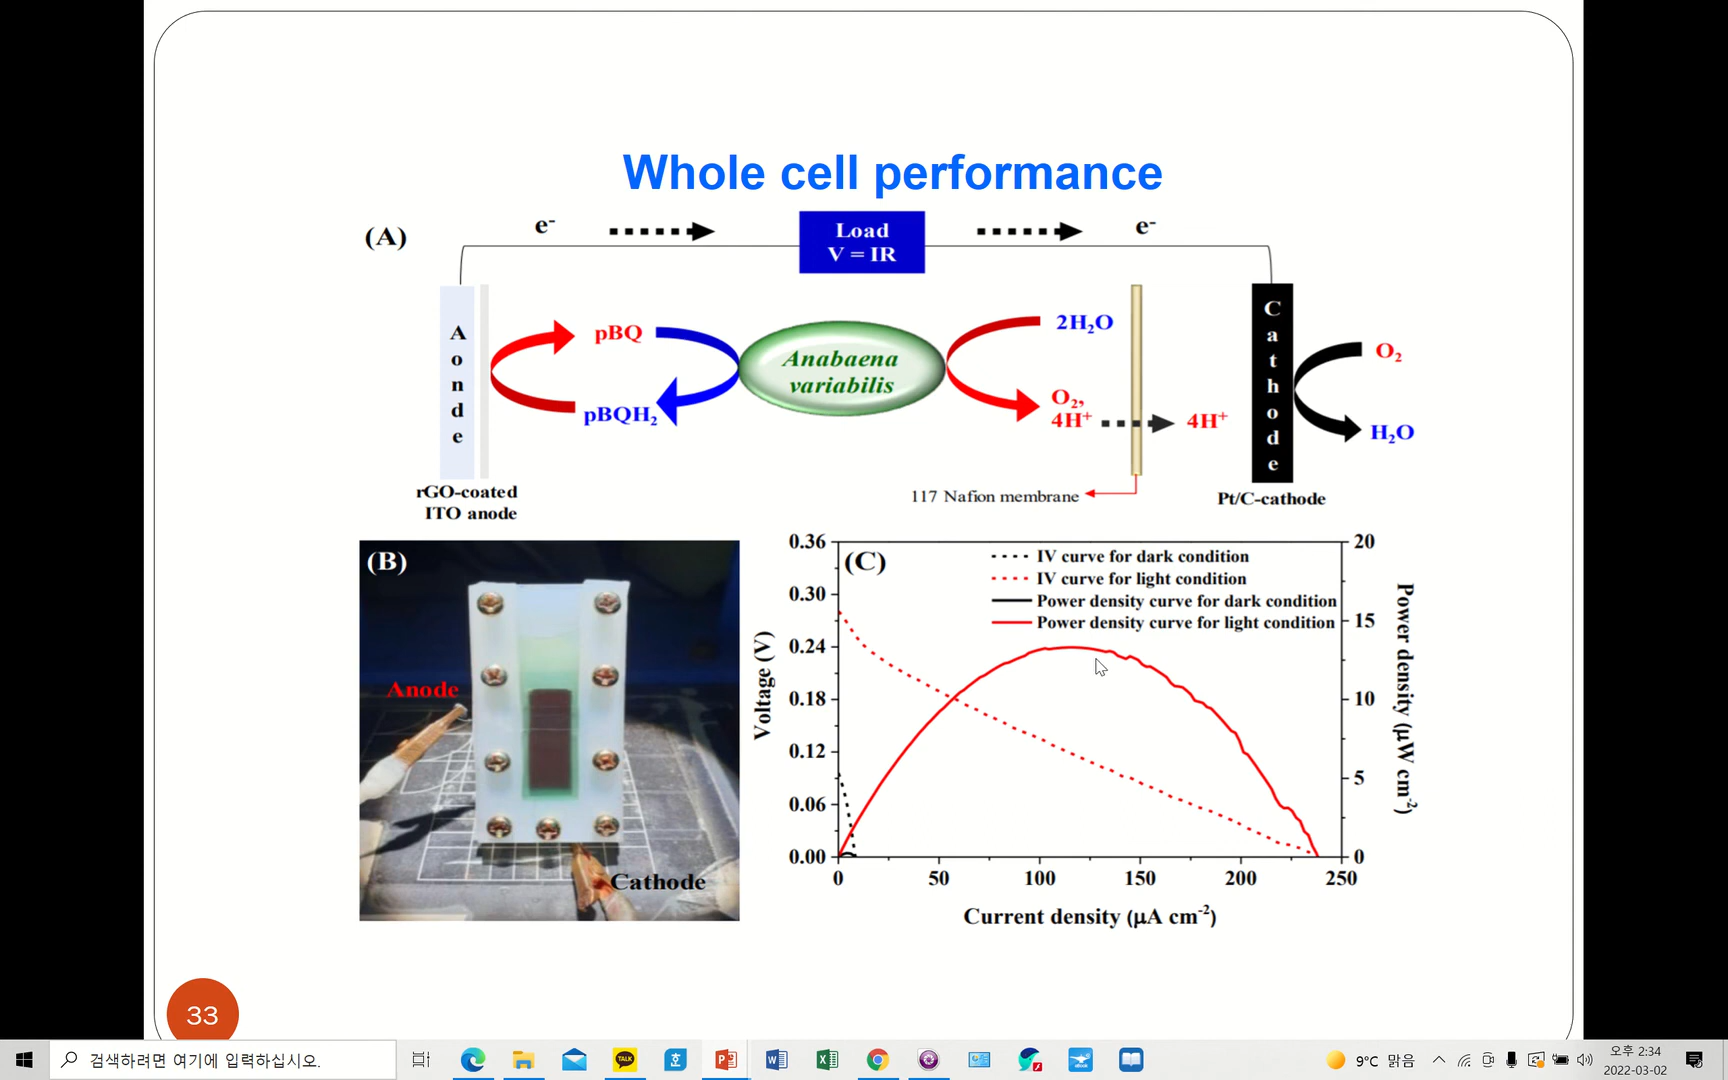 Whole cell performance
(A)
e⁻
Load
V = IR
e⁻
Aonde
pBQ
pBQH₂
Anabaena
variabilis
2H₂O
O₂,
4H⁺
4H⁺
Cathode
O₂
H₂O
rGO-coated
ITO anode
117 Nafion membrane
Pt/C-cathode
(B)
Anode
Cathode
(C)
IV curve for dark condition
IV curve for light condition
Power density curve for dark condition
Power density curve for light condition
Voltage (V)
0.36
0.30
0.24
0.18
0.12
0.06
0.00
20
15
10
5
0
Power density (μW cm⁻²)
0 50 100 150 200 250
Current density (μA cm⁻²)
33
검색하려면 여기에 입력하십시오.
TALK
9°C 맑음
오후 2:34
2022-03-02